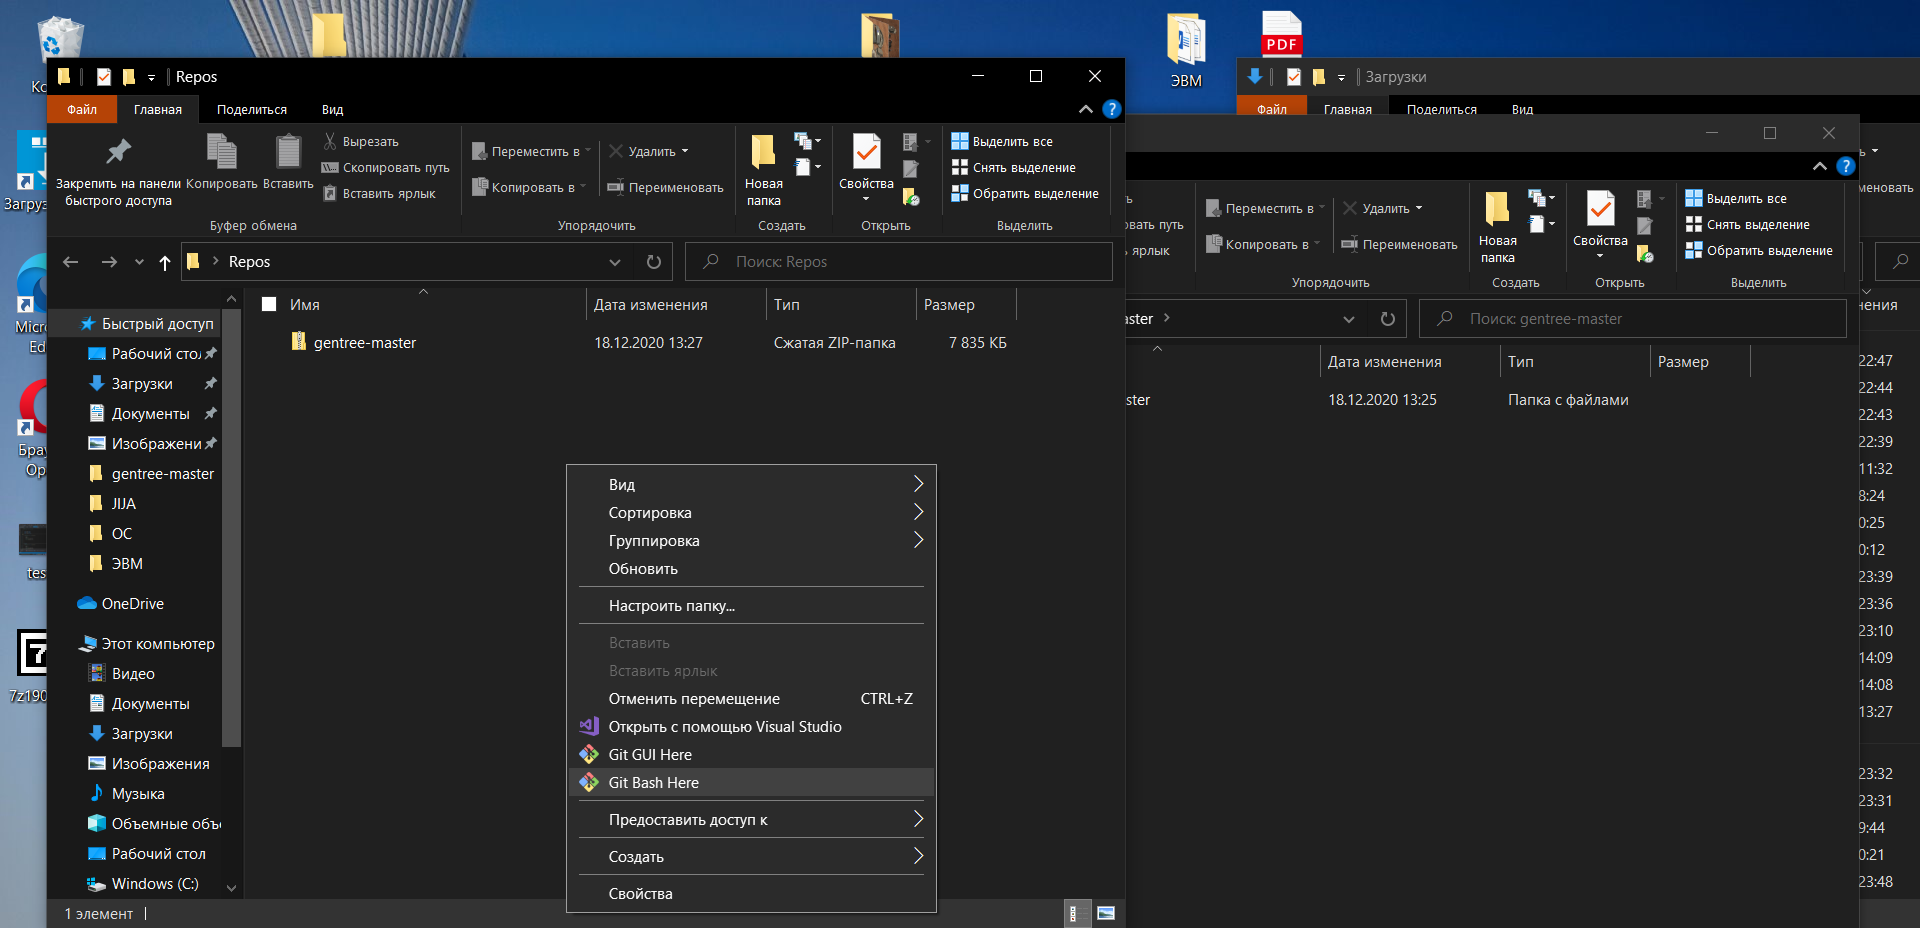 PDF
ЭВМ
Repos
Файл
Главная
Поделиться
Вид
Закрепить на панели
быстрого доступа
Копировать
Вставить
Вырезать
Скопировать путь
Вставить ярлык
Буфер обмена
Переместить в
Копировать в
Удалить
Переименовать
Упорядочить
Новая
папка
Создать
Свойства
Открыть
Выделить все
Снять выделение
Обратить выделение
Выделить
Repos
Поиск: Repos
Имя
Дата изменения
Тип
Размер
gentree-master
18.12.2020 13:27
Сжатая ZIP-папка
7 835 КБ
Быстрый доступ
Рабочий стол
Загрузки
Документы
Изображени
gentree-master
JIJA
ОС
ЭВМ
OneDrive
Этот компьютер
Видео
Документы
Загрузки
Изображения
Музыка
Объемные объ
Рабочий стол
Windows (C:)
1 элемент
Вид
Сортировка
Группировка
Обновить
Настроить папку...
Вставить
Вставить ярлык
Отменить перемещение CTRL+Z
Открыть с помощью Visual Studio
Git GUI Here
Git Bash Here
Предоставить доступ к
Создать
Свойства
Загрузки
Файл
Главная
Поделиться
Вид
вать путь
ярлык
Переместить в
Копировать в
Удалить
Переименовать
Упорядочить
Новая
папка
Создать
Свойства
Открыть
Выделить все
Снять выделение
Обратить выделение
Выделить
aster
Поиск: gentree-master
Дата изменения
Тип
Размер
ster
18.12.2020 13:25
Папка с файлами
меновать
нения
22:47
22:44
22:43
22:39
11:32
8:24
0:25
0:12
23:39
23:36
23:10
14:09
14:08
13:27
23:32
23:31
9:44
0:21
23:48
Загруз
Micro
Ed
Брау
Op
tes
7z190